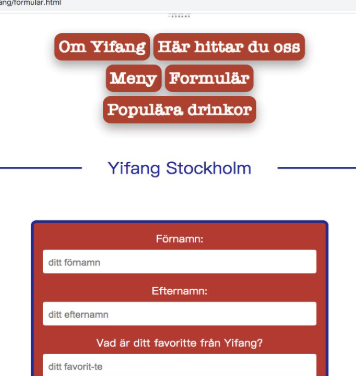 ang/formular.html
Om Yifang Här hittar du oss
Meny Formulär
Populära drinkor
Yifang Stockholm
Förnamn:
ditt förnamn
Efternamn:
ditt efternamn
Vad är ditt favoritte från Yifang?
ditt favorit-te